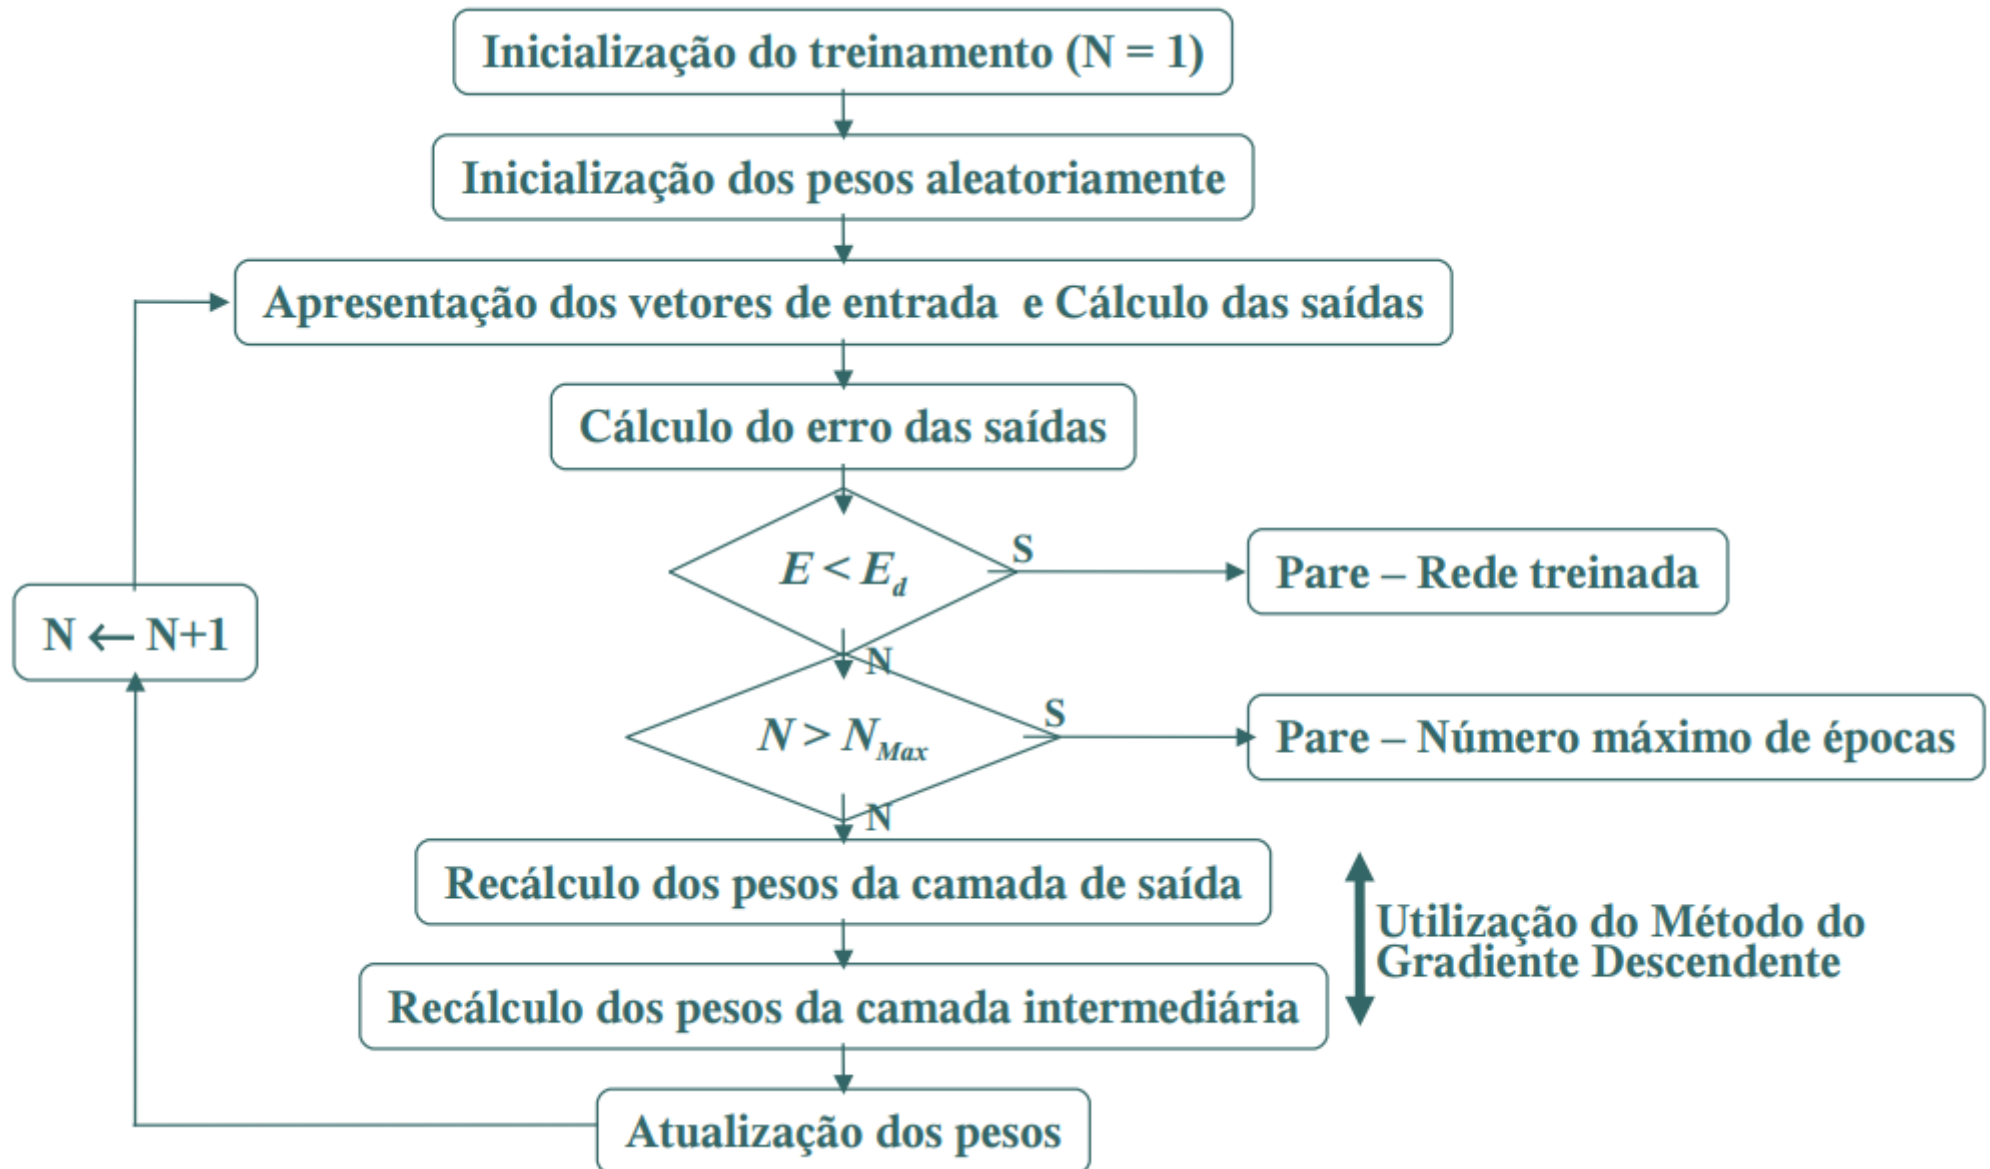 Inicialização do treinamento (N = 1)
Inicialização dos pesos aleatoriamente
Apresentação dos vetores de entrada e Cálculo das saídas
Cálculo do erro das saídas
E < E_d
S
Pare – Rede treinada
N ← N+1
N
N > N_Max
S
Pare – Número máximo de épocas
N
Recálculo dos pesos da camada de saída
Utilização do Método do
Gradiente Descendente
Recálculo dos pesos da camada intermediária
Atualização dos pesos